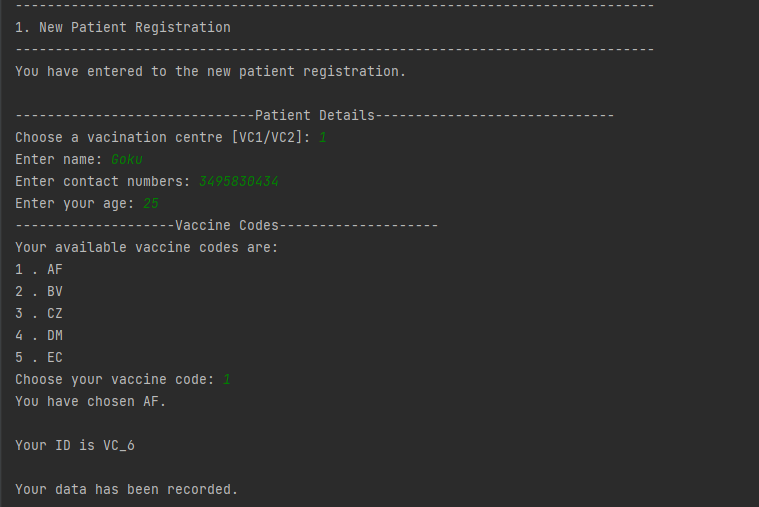 --------------------------------------------------------------------------------
1. New Patient Registration
--------------------------------------------------------------------------------
You have entered to the new patient registration.
------------------------------Patient Details------------------------------
Choose a vacination centre [VC1/VC2]: 1
Enter name: Goku
Enter contact numbers: 3495830434
Enter your age: 25
--------------------Vaccine Codes--------------------
Your available vaccine codes are:
1 . AF
2 . BV
3 . CZ
4 . DM
5 . EC
Choose your vaccine code: 1
You have chosen AF.
Your ID is VC_6
Your data has been recorded.